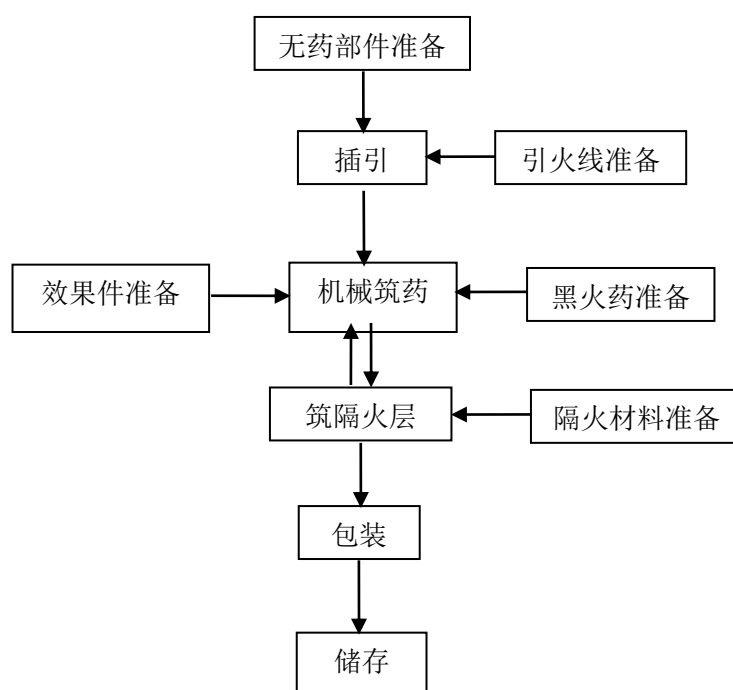 无药部件准备
插引
引火线准备
效果件准备
机械筑药
黑火药准备
筑隔火层
隔火材料准备
包装
储存